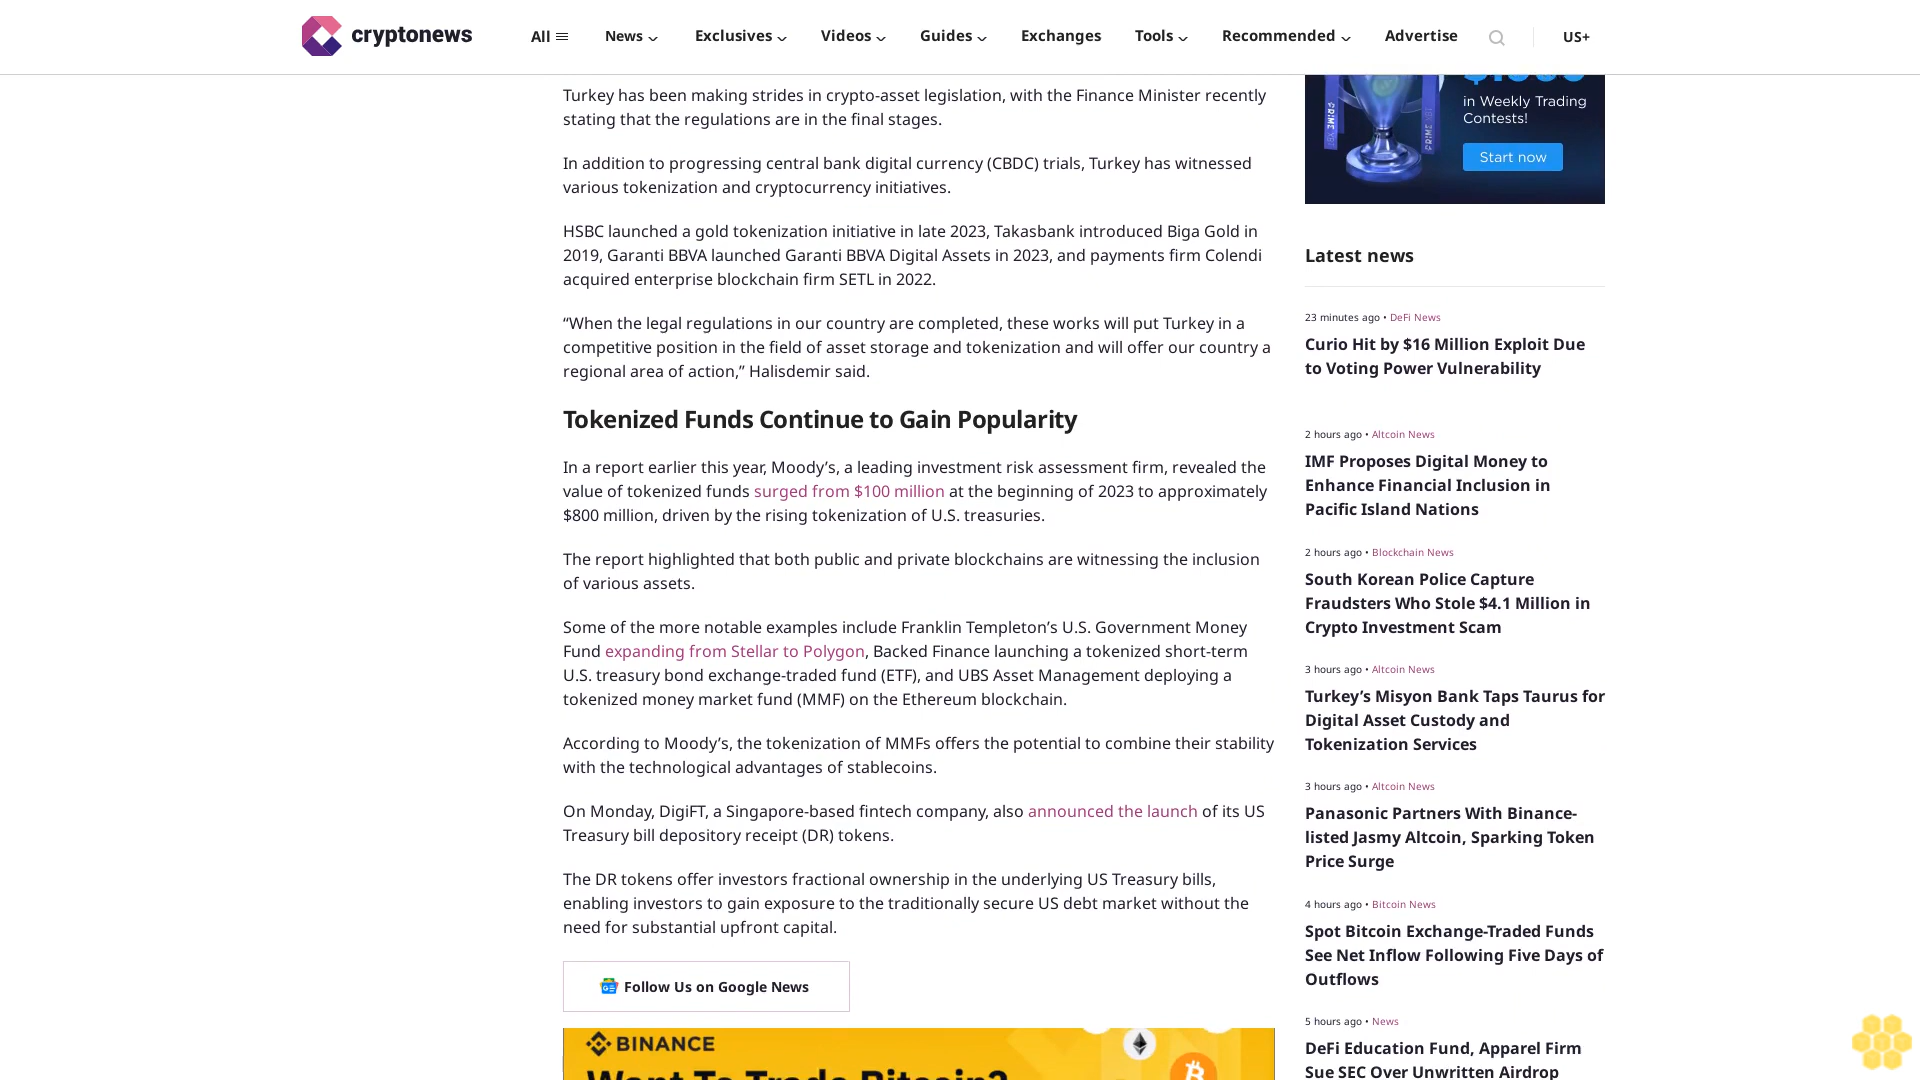 cryptonews
All
News
Exclusives
Videos
Guides
Exchanges
Tools
Recommended
Advertise
US+
Turkey has been making strides in crypto-asset legislation, with the Finance Minister recently
stating that the regulations are in the final stages.
In addition to progressing central bank digital currency (CBDC) trials, Turkey has witnessed
various tokenization and cryptocurrency initiatives.
HSBC launched a gold tokenization initiative in late 2023, Takasbank introduced Biga Gold in
2019, Garanti BBVA launched Garanti BBVA Digital Assets in 2023, and payments firm Colendi
acquired enterprise blockchain firm SETL in 2022.
“When the legal regulations in our country are completed, these works will put Turkey in a
competitive position in the field of asset storage and tokenization and will offer our country a
regional area of action,” Halisdemir said.
Tokenized Funds Continue to Gain Popularity
In a report earlier this year, Moody’s, a leading investment risk assessment firm, revealed the
value of tokenized funds surged from $100 million at the beginning of 2023 to approximately
$800 million, driven by the rising tokenization of U.S. treasuries.
The report highlighted that both public and private blockchains are witnessing the inclusion
of various assets.
Some of the more notable examples include Franklin Templeton’s U.S. Government Money
Fund expanding from Stellar to Polygon, Backed Finance launching a tokenized short-term
U.S. treasury bond exchange-traded fund (ETF), and UBS Asset Management deploying a
tokenized money market fund (MMF) on the Ethereum blockchain.
According to Moody’s, the tokenization of MMFs offers the potential to combine their stability
with the technological advantages of stablecoins.
On Monday, DigiFT, a Singapore-based fintech company, also announced the launch of its US
Treasury bill depository receipt (DR) tokens.
The DR tokens offer investors fractional ownership in the underlying US Treasury bills,
enabling investors to gain exposure to the traditionally secure US debt market without the
need for substantial upfront capital.
Follow Us on Google News
BINANCE
Want To Trade Bitcoin?
in Weekly Trading
Contests!
Start now
Latest news
23 minutes ago • DeFi News
Curio Hit by $16 Million Exploit Due
to Voting Power Vulnerability
2 hours ago • Altcoin News
IMF Proposes Digital Money to
Enhance Financial Inclusion in
Pacific Island Nations
2 hours ago • Blockchain News
South Korean Police Capture
Fraudsters Who Stole $4.1 Million in
Crypto Investment Scam
3 hours ago • Altcoin News
Turkey’s Misyon Bank Taps Taurus for
Digital Asset Custody and
Tokenization Services
3 hours ago • Altcoin News
Panasonic Partners With Binance-
listed Jasmy Altcoin, Sparking Token
Price Surge
4 hours ago • Bitcoin News
Spot Bitcoin Exchange-Traded Funds
See Net Inflow Following Five Days of
Outflows
5 hours ago • News
DeFi Education Fund, Apparel Firm
Sue SEC Over Unwritten Airdrop